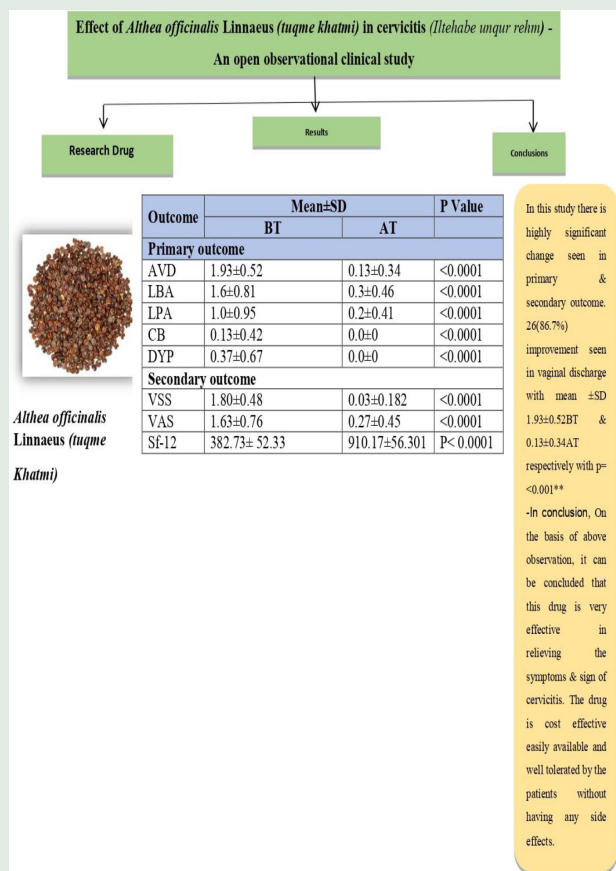 Effect of Althea officinalis Linnaeus (tuqme khatmi) in cervicitis (Iltehabe unqur rehm) -
An open observational clinical study
Research Drug
Results
Conclusions
Althea officinalis
Linnaeus (tuqme
Khatmi)
Outcome Mean±SD P Value
BT AT
Primary outcome
AVD 1.93±0.52 0.13±0.34 <0.0001
LBA 1.6±0.81 0.3±0.46 <0.0001
LPA 1.0±0.95 0.2±0.41 <0.0001
CB 0.13±0.42 0.0±0 <0.0001
DYP 0.37±0.67 0.0±0 <0.0001
Secondary outcome
VSS 1.80±0.48 0.03±0.182 <0.0001
VAS 1.63±0.76 0.27±0.45 <0.0001
Sf-12 382.73± 52.33 910.17±56.301 P< 0.0001
In this study there is
highly significant
change seen in
primary &
secondary outcome.
26(86.7%)
improvement seen
in vaginal discharge
with mean ±SD
1.93±0.52BT &
0.13±0.34AT
respectively with p=
<0.001**
-In conclusion, On
the basis of above
observation, it can
be concluded that
this drug is very
effective in
relieving the
symptoms & sign of
cervicitis. The drug
is cost effective
easily available and
well tolerated by the
patients without
having any side
effects.